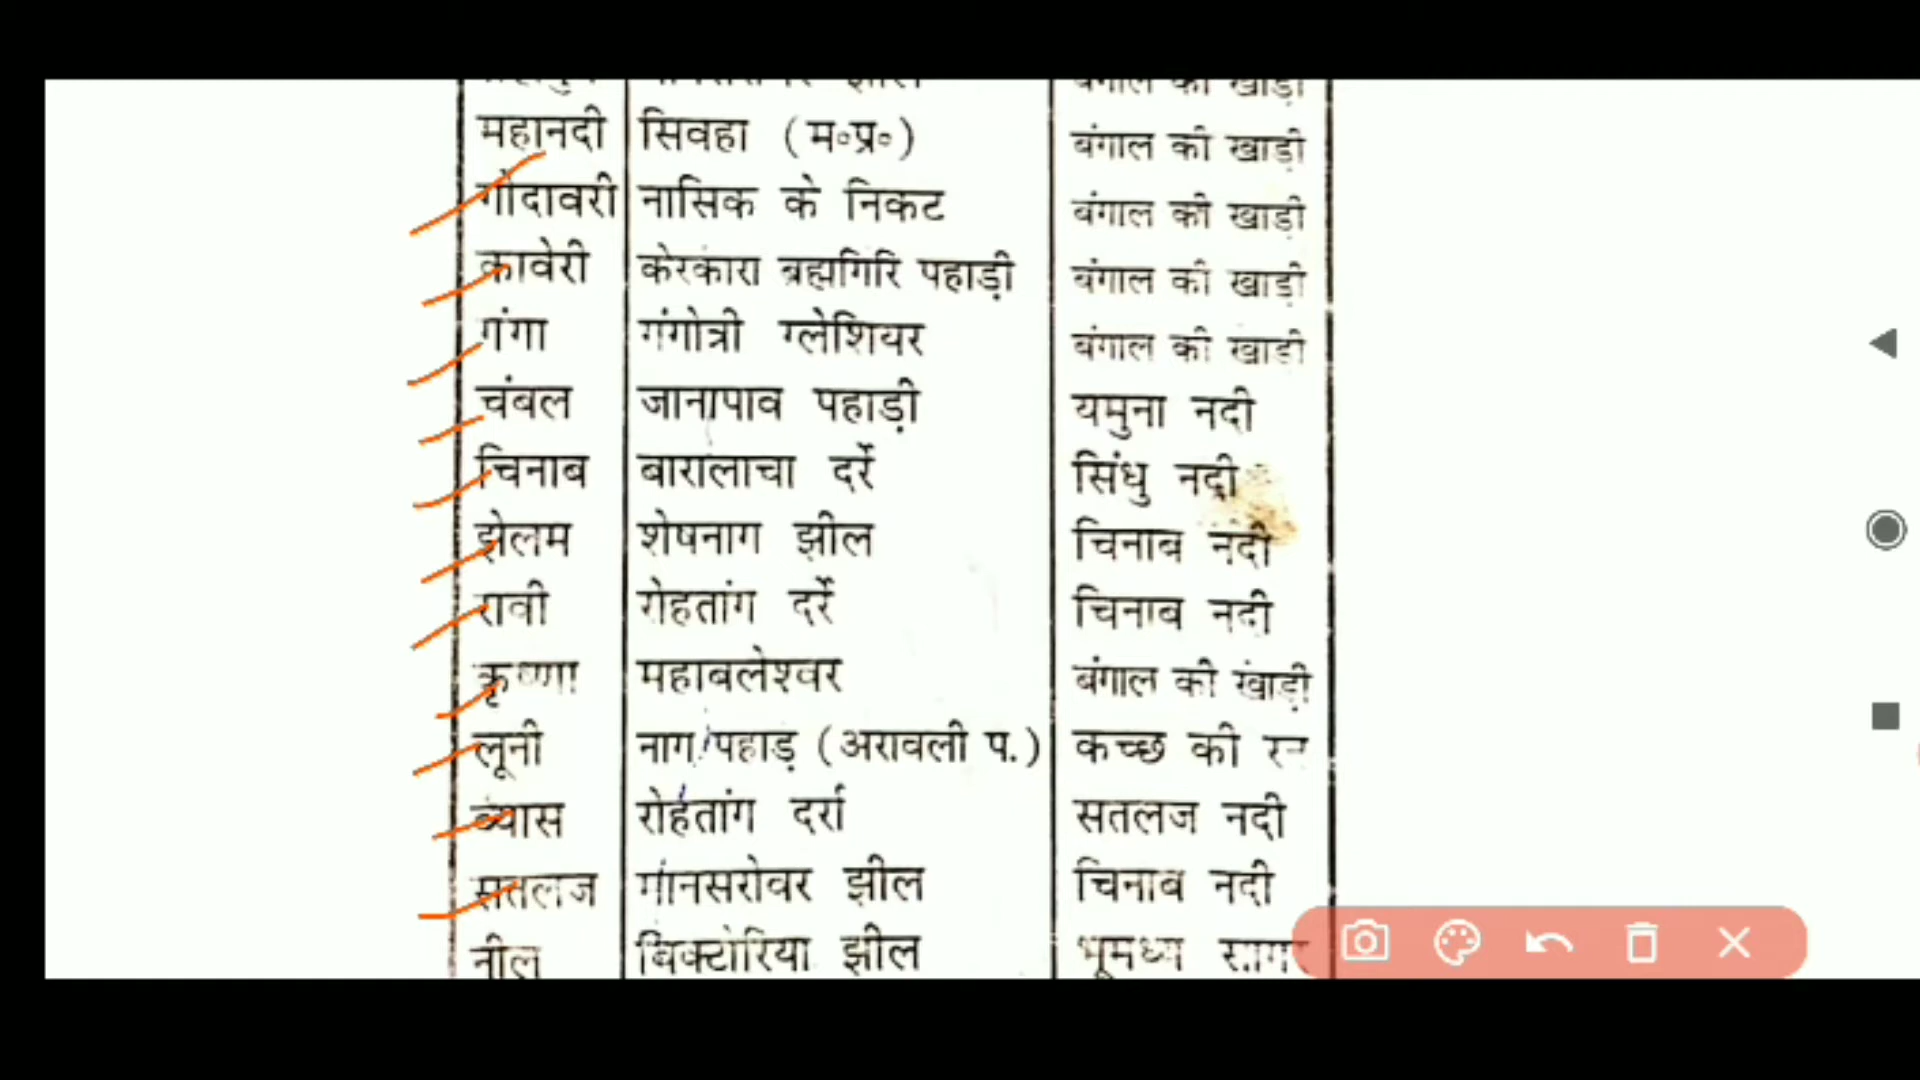 बंगाल की खाड़ी
महानदी सिवहा (म॰प्र॰) बंगाल की खाड़ी
गोदावरी नासिक के निकट बंगाल की खाड़ी
कावेरी केरकारा ब्रह्मगिरि पहाड़ी बंगाल की खाड़ी
गंगा गंगोत्री ग्लेशियर बंगाल की खाड़ी
चंबल जानापाव पहाड़ी यमुना नदी
चिनाब बारालाचा दर्रे सिंधु नदी
झेलम शेषनाग झील चिनाब नदी
रावी रोहतांग दर्रे चिनाब नदी
कृष्णा महाबलेश्वर बंगाल की खाड़ी
लूनी नाग पहाड़ (अरावली प.) कच्छ की रन
ब्यास रोहतांग दर्रा सतलज नदी
सतलज मानसरोवर झील चिनाब नदी
नील विक्टोरिया झील भूमध्य सागर